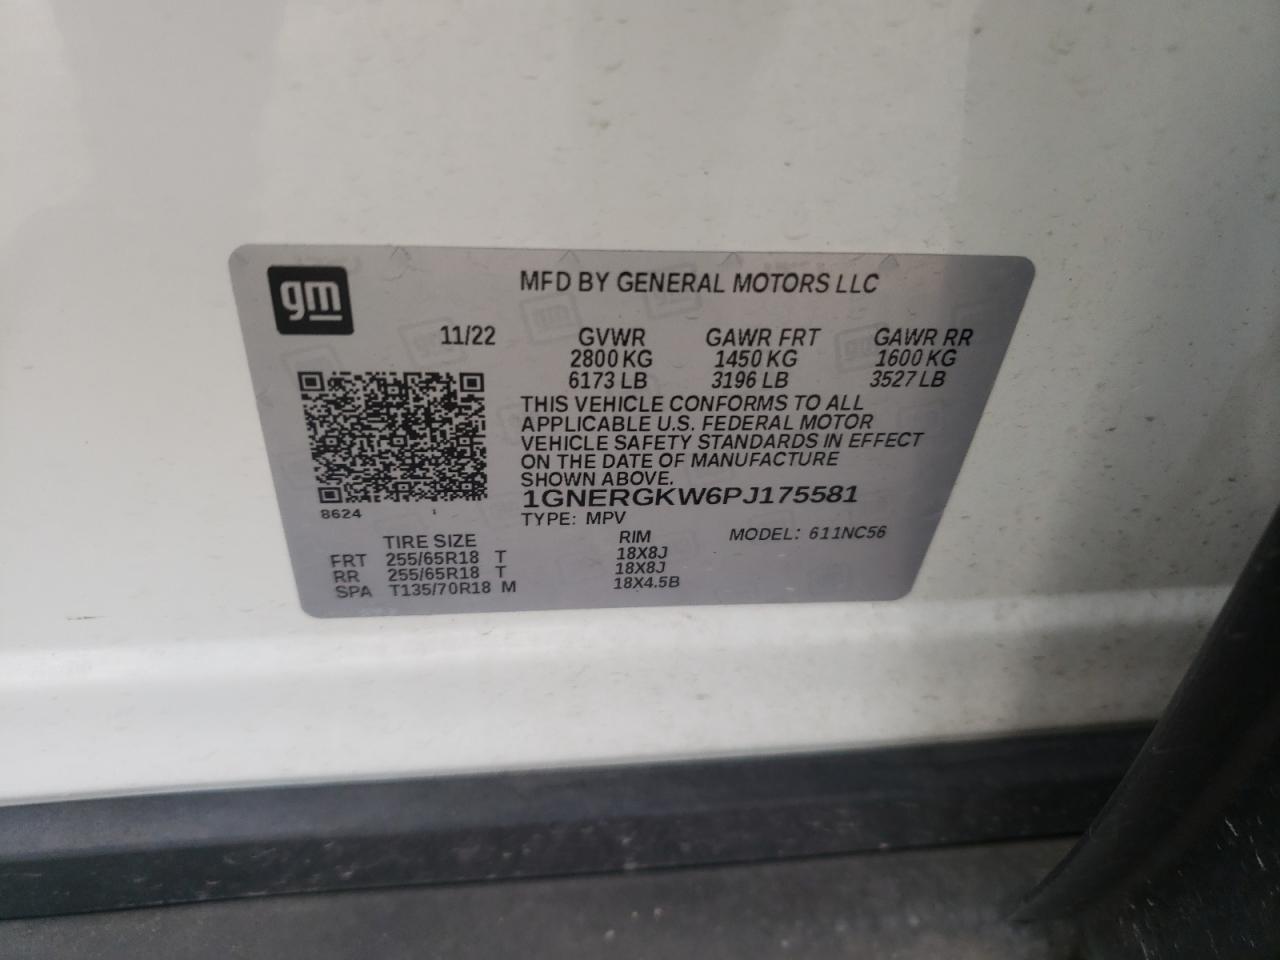 gm
MFD BY GENERAL MOTORS LLC
11/22 GVWR GAWR FRT GAWR RR
2800 KG 1450 KG 1600 KG
6173 LB 3196 LB 3527 LB
THIS VEHICLE CONFORMS TO ALL
APPLICABLE U.S. FEDERAL MOTOR
VEHICLE SAFETY STANDARDS IN EFFECT
ON THE DATE OF MANUFACTURE
SHOWN ABOVE.
1GNERGKW6PJ175581
8624
TYPE: MPV
MODEL: 611NC56
TIRE SIZE RIM
FRT 255/65R18 T 18X8J
RR 255/65R18 T 18X8J
SPA T135/70R18 M 18X4.5B